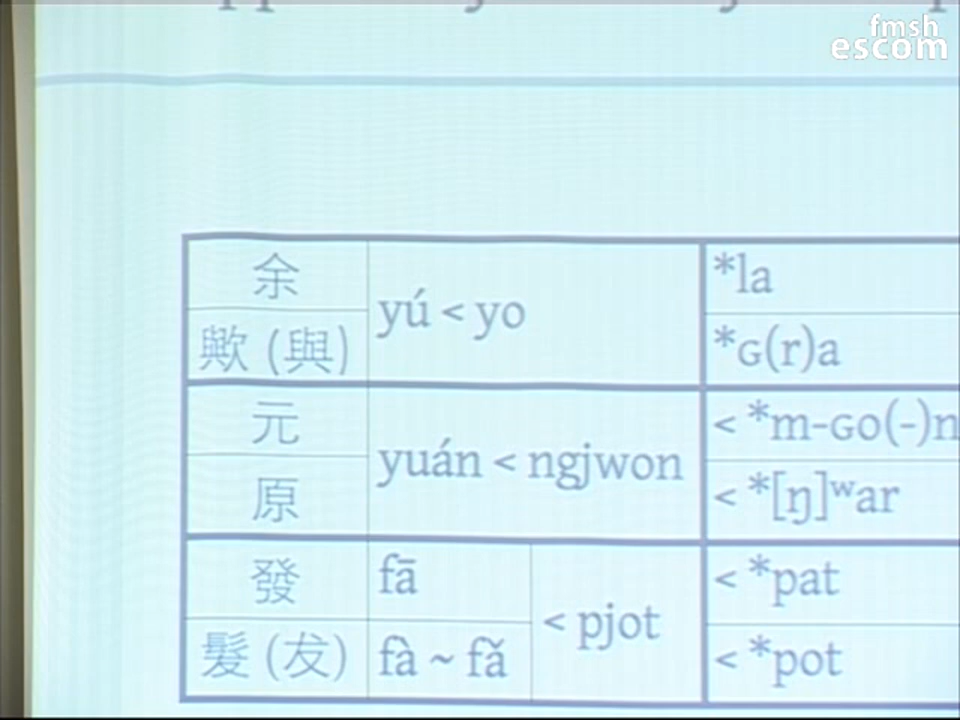 fmsh
escom
余
yú < yo
*la
歟 (與)
*ɢ(r)a
元
yuán < ngjwon
< *m-ɢo(-)n
原
< *[ŋ]ʷar
發
fā
< pjot
< *pat
髮 (友)
fà ~ fǎ
< *pot